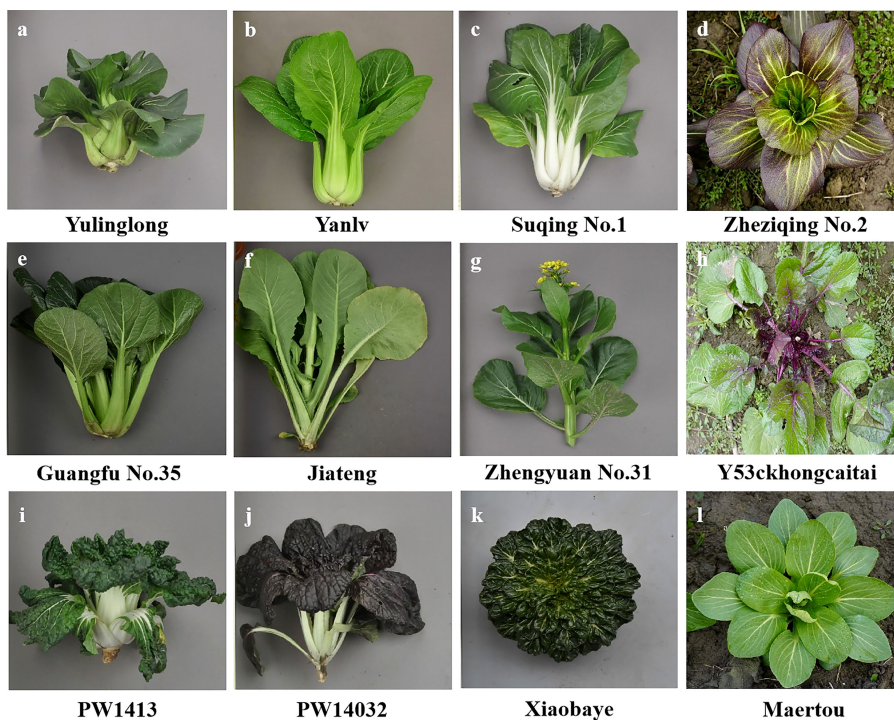 a
b
c
d
Yulinglong
Yanlv
Suqing No.1
Zheziqing No.2
e
f
g
h
Guangfu No.35
Jiateng
Zhengyuan No.31
Y53ckhongcaitai
i
j
k
l
PW1413
PW14032
Xiaobaye
Maertou